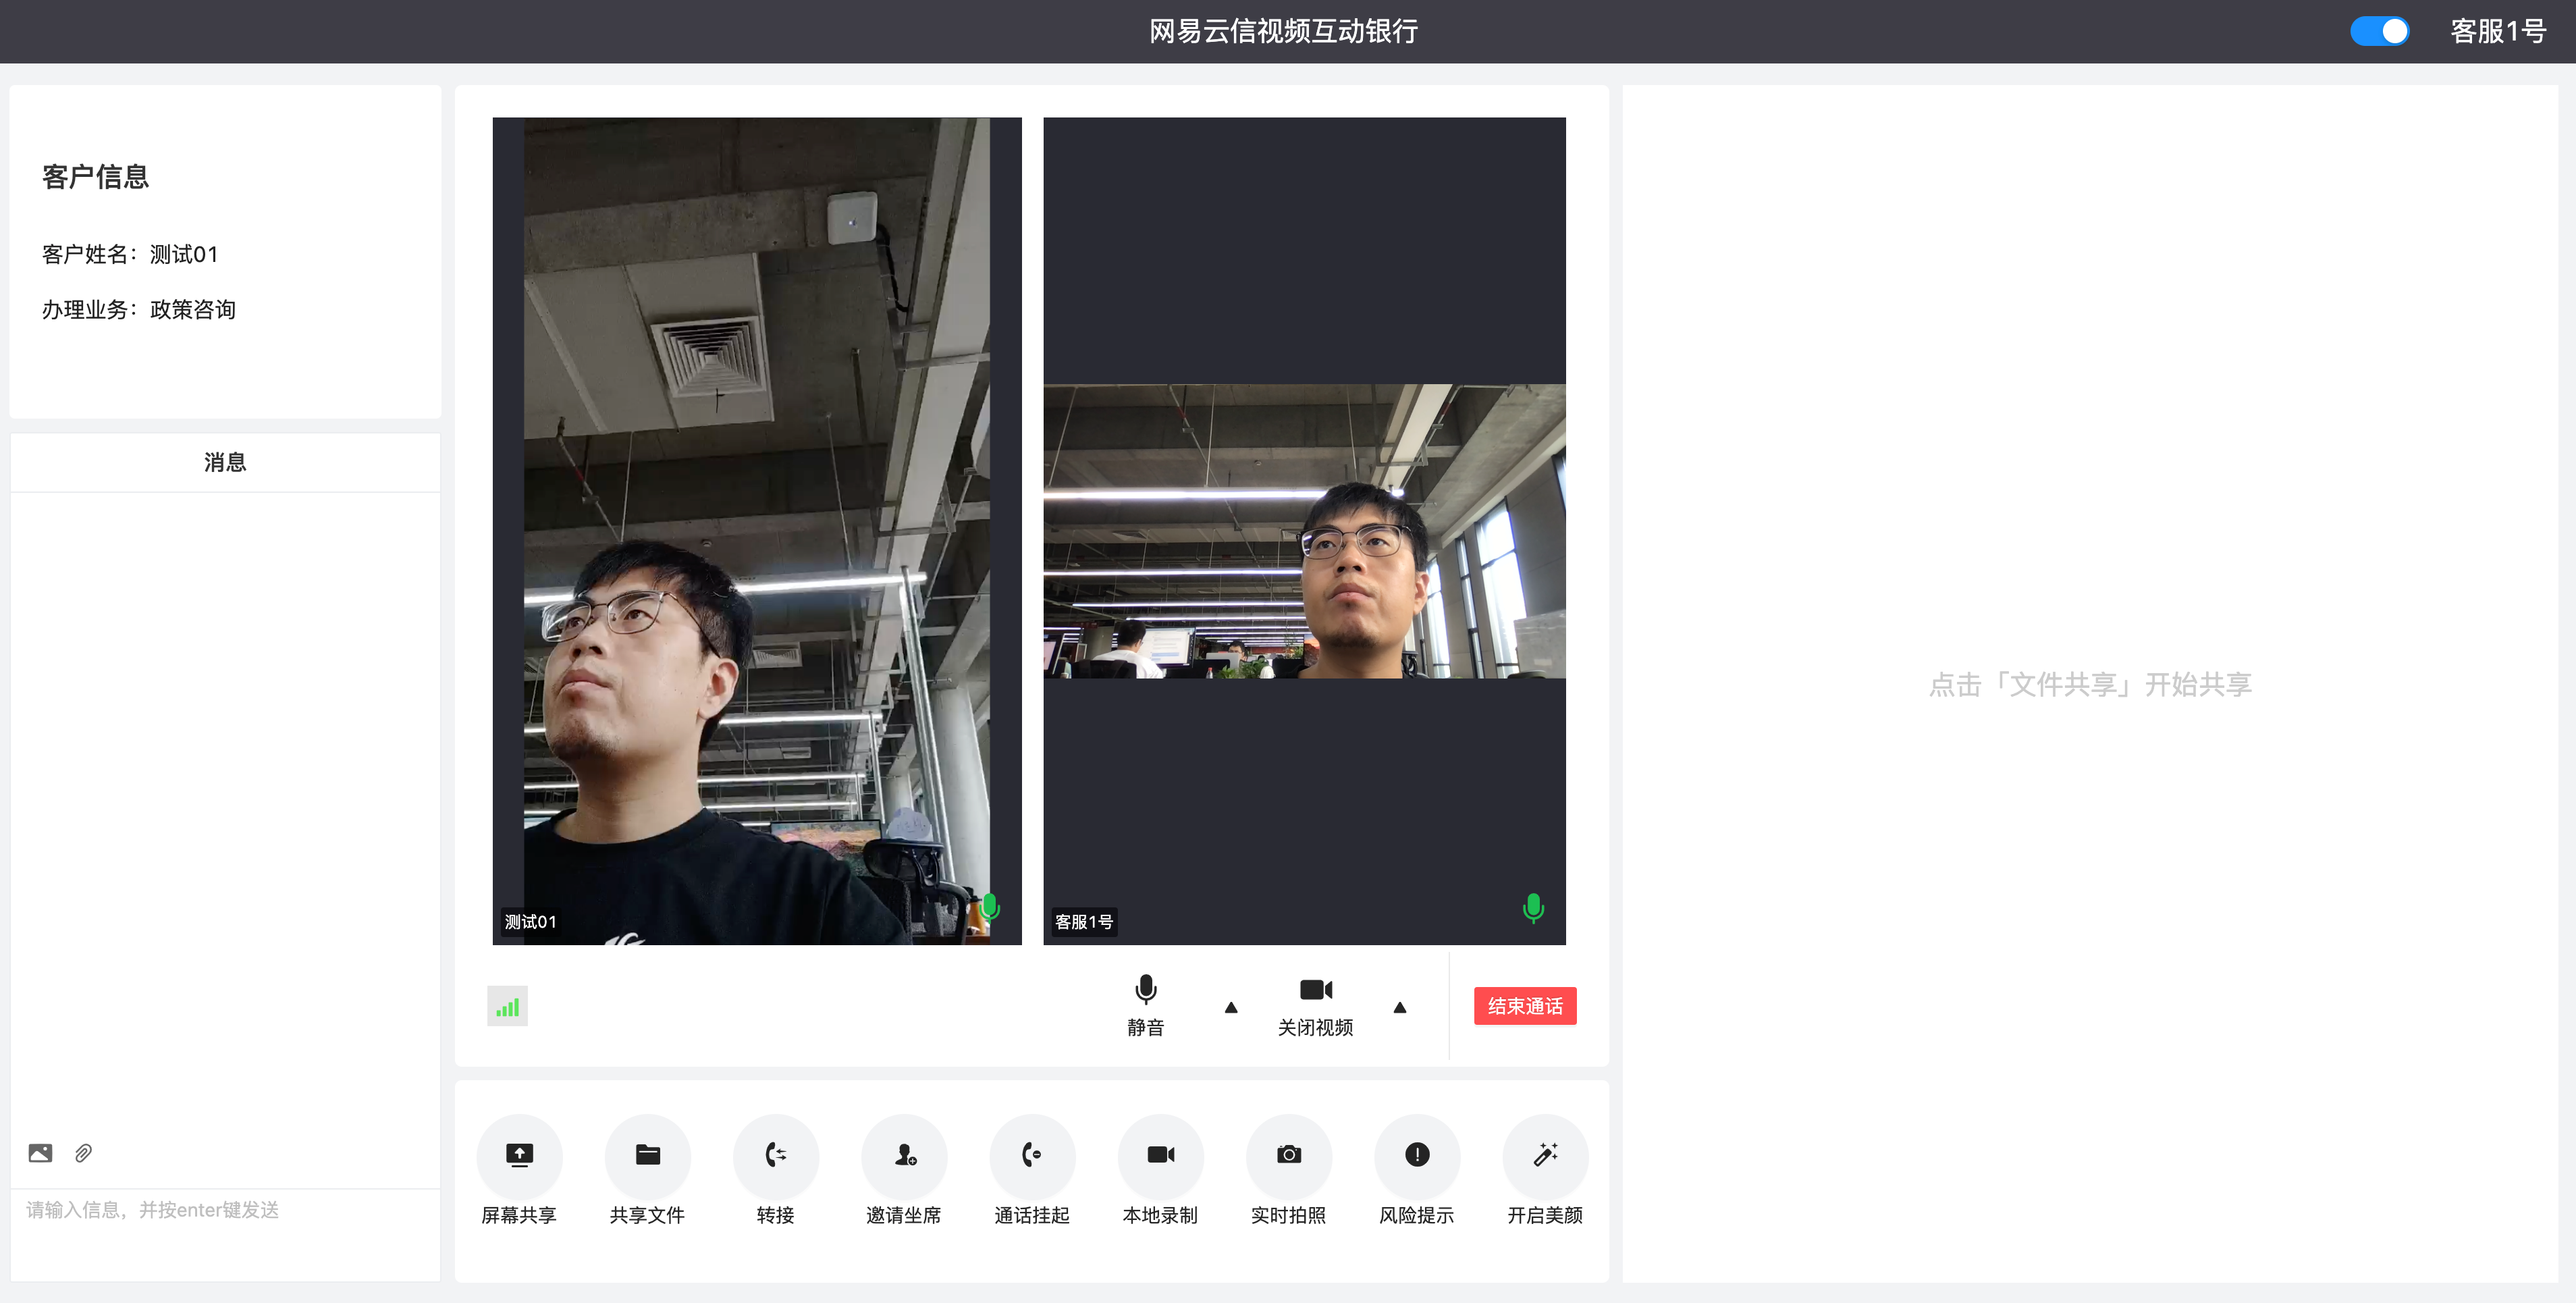 网易云信视频互动银行
客服1号
客户信息
客户姓名：测试01
办理业务：政策咨询
消息
请输入信息，并按enter键发送
测试01
客服1号
静音
关闭视频
结束通话
屏幕共享
共享文件
转接
邀请坐席
通话挂起
本地录制
实时拍照
风险提示
开启美颜
点击「文件共享」开始共享